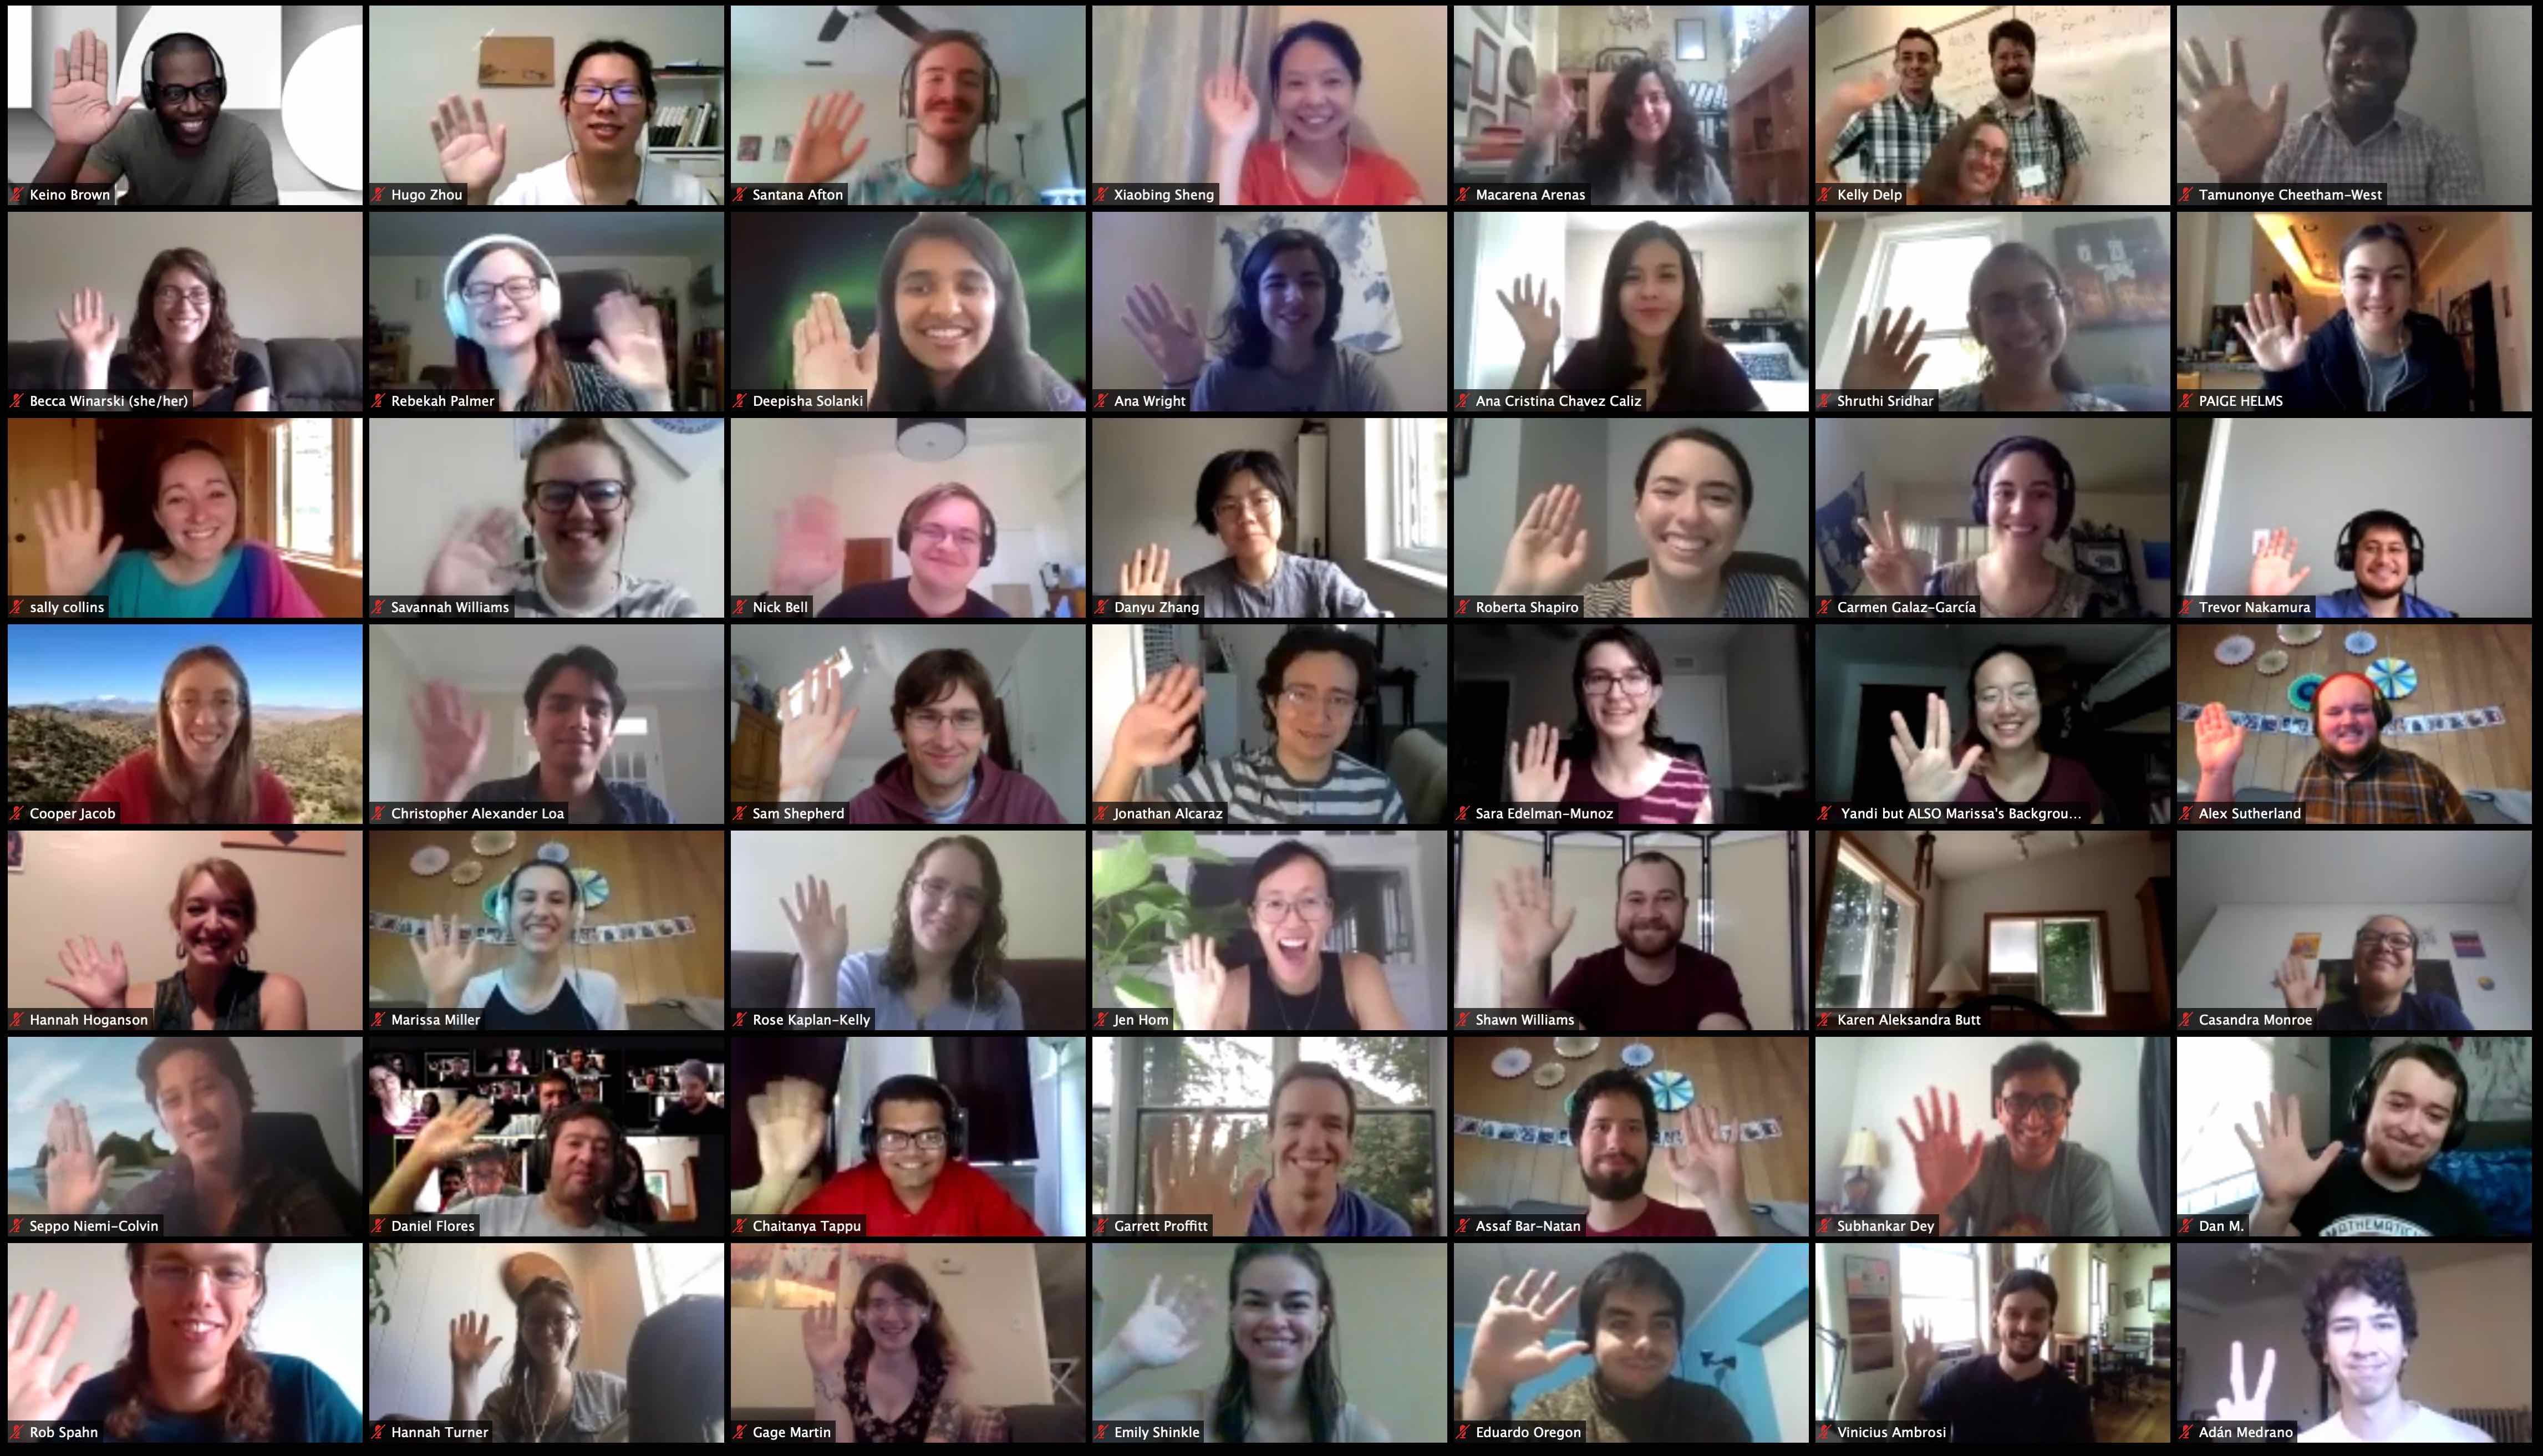 Keino Brown
Hugo Zhou
Santana Afton
Xiaobing Sheng
Macarena Arenas
Kelly Delp
Tamunonye Cheetham-West
Becca Winarski (she/her)
Rebekah Palmer
Deepisha Solanki
Ana Wright
Ana Cristina Chavez Caliz
Shruthi Sridhar
PAIGE HELMS
sally collins
Savannah Williams
Nick Bell
Danyu Zhang
Roberta Shapiro
Carmen Galaz-García
Trevor Nakamura
Cooper Jacob
Christopher Alexander Loa
Sam Shepherd
Jonathan Alcaraz
Sara Edelman-Munoz
Yandi but ALSO Marissa's Backgrou...
Alex Sutherland
Hannah Hoganson
Marissa Miller
Rose Kaplan-Kelly
Jen Hom
Shawn Williams
Karen Aleksandra Butt
Casandra Monroe
Seppo Niemi-Colvin
Daniel Flores
Chaitanya Tappu
Garrett Proffitt
Assaf Bar-Natan
Subhankar Dey
MATHEMATIC
Dan M.
Rob Spahn
Hannah Turner
Gage Martin
Emily Shinkle
Eduardo Oregon
Vinicius Ambrosi
Adán Medrano